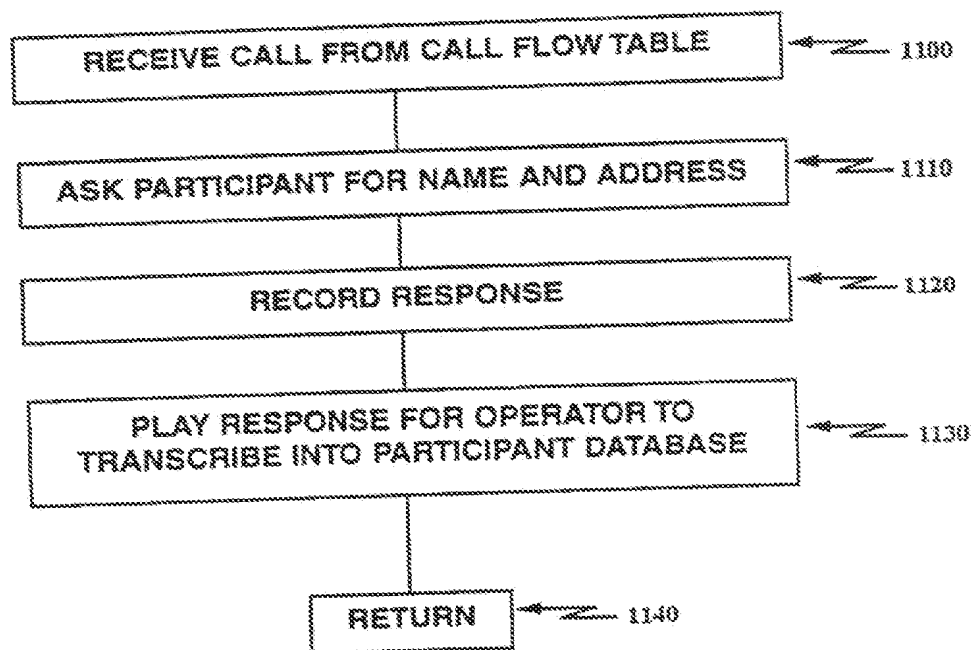 RECEIVE CALL FROM CALL FLOW TABLE
1100
ASK PARTICIPANT FOR NAME AND ADDRESS
1110
RECORD RESPONSE
1120
PLAY RESPONSE FOR OPERATOR TO
TRANSCRIBE INTO PARTICIPANT DATABASE
1130
RETURN
1140